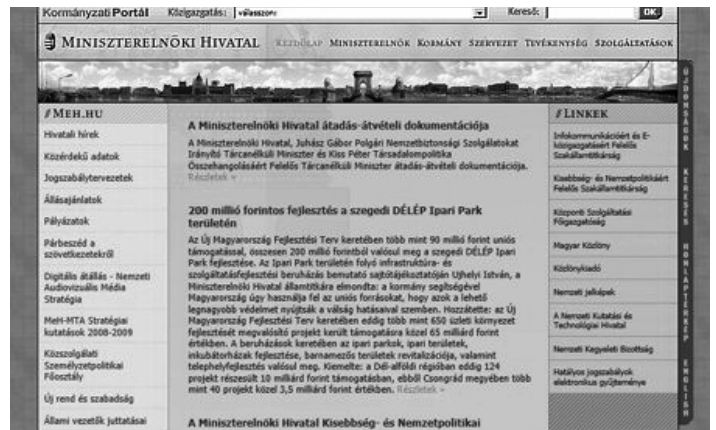 Kormányzati Portál Közigazgatás: válasszon! Kereső: OK
MINISZTERELNÖKI HIVATAL KEZDŐLAP MINISZTERELNÖK KORMÁNY SZERVEZET TEVÉKENYSÉG SZOLGÁLTATÁSOK
MEH.HU
Hivatali hírek
Közérdekű adatok
Jogszabálytervezetek
Állásajánlatok
Pályázatok
Párbeszéd a
szövetkezetekről
Digitális átállás - Nemzeti
Audiovizuális Média
Stratégia
MeH-MTA Stratégiai
kutatások 2008-2009
Közszolgálati
Személyzetpolitikai
Főosztály
Új rend és szabadság
Állami vezetők juttatásai
A Miniszterelnöki Hivatal átadás-átvételi dokumentációja
A Miniszterelnöki Hivatal, Juhász Gábor Polgári Nemzetbiztonsági Szolgálatokat
Irányító Tárcanélküli Miniszter és Kiss Péter Társadalompolitika
Összehangolásáért Felelős Tárcanélküli Miniszter átadás-átvételi dokumentációja.
Részletek »
200 millió forintos fejlesztés a szegedi DÉLÉP Ipari Park
területén
Az Új Magyarország Fejlesztési Terv keretében több mint 90 millió forint uniós
támogatással, összesen 200 millió forintból valósul meg a szegedi DÉLÉP Ipari
Park fejlesztése. Az Ipari Park területén folyó infrastruktúra- és
szolgáltatásfejlesztési beruházás bemutató sajtótájékoztatóján Ujhelyi István, a
Miniszterelnöki Hivatal államtitkára elmondta: a kormány segítségével
Magyarország úgy használja fel az uniós forrásokat, hogy azok a lehető
legnagyobb védelmet nyújtsák a válság hatásaival szemben. Hozzátette: az Új
Magyarország Fejlesztési Terv keretében eddig több mint 650 üzleti környezet
fejlesztését megvalósító projekt került támogatásra közel 65 milliárd forint
értékben. A beruházások keretében az ipari parkok, ipari területek,
inkubátorházak fejlesztése, barnamezős területek revitalizációja, valamint
telephelyfejlesztés valósul meg. Kiemelte: a Dél-alföldi régióban eddig 124
projekt részesült 10 milliárd forint támogatásban, ebből Csongrád megyében több
mint 40 projekt közel 3,5 milliárd forint értékben. Részletek »
A Miniszterelnöki Hivatal Kisebbség- és Nemzetpolitikai
LINKEK
Infokommunikációért és E-
közigazgatásért Felelős
Szakállamtitkárság
Kisebbség- és Nemzetpolitikáért
Felelős Szakállamtitkárság
Központi Szolgáltatási
Főigazgatóság
Magyar Közlöny
Közlönykiadó
Nemzeti jelképek
A Nemzeti Kutatási és
Technológiai Hivatal
Nemzeti Kegyeleti Bizottság
Hatályos jogszabályok
elektronikus gyűjteménye
ÚJDONSÁGOK
KERESÉS
HONLAPTÉRKÉP
ENGLISH